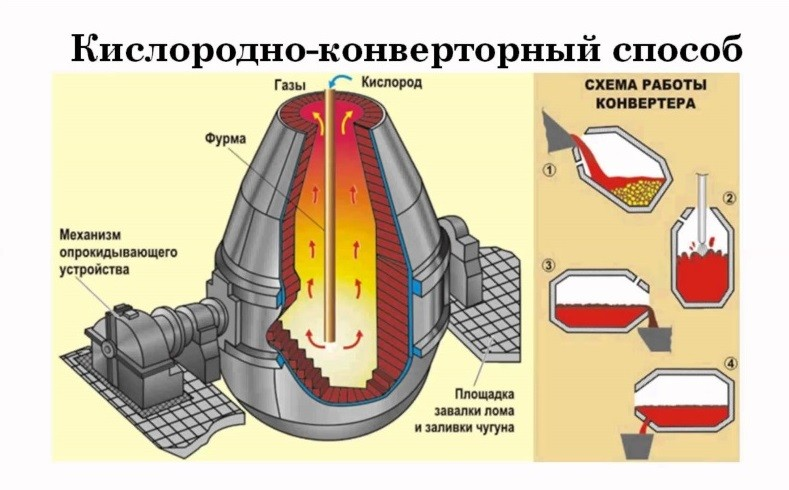 Кислородно-конверторный способ
Газы
Кислород
Фурма
Механизм
опрокидывающего
устройства
Площадка
завалки лома
и заливки чугуна
СХЕМА РАБОТЫ
КОНВЕРТЕРА
1
2
3
4